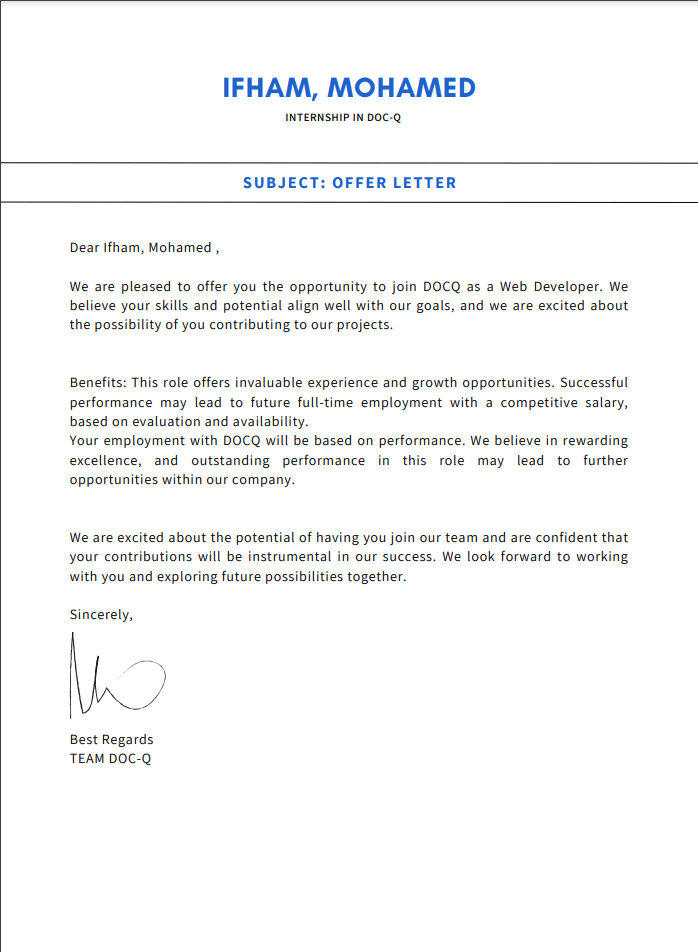 IFHAM, MOHAMED
INTERNSHIP IN DOC-Q
SUBJECT: OFFER LETTER
Dear Ifham, Mohamed ,
We are pleased to offer you the opportunity to join DOCQ as a Web Developer. We
believe your skills and potential align well with our goals, and we are excited about
the possibility of you contributing to our projects.
Benefits: This role offers invaluable experience and growth opportunities. Successful
performance may lead to future full-time employment with a competitive salary,
based on evaluation and availability.
Your employment with DOCQ will be based on performance. We believe in rewarding
excellence, and outstanding performance in this role may lead to further
opportunities within our company.
We are excited about the potential of having you join our team and are confident that
your contributions will be instrumental in our success. We look forward to working
with you and exploring future possibilities together.
Sincerely,
Best Regards
TEAM DOC-Q